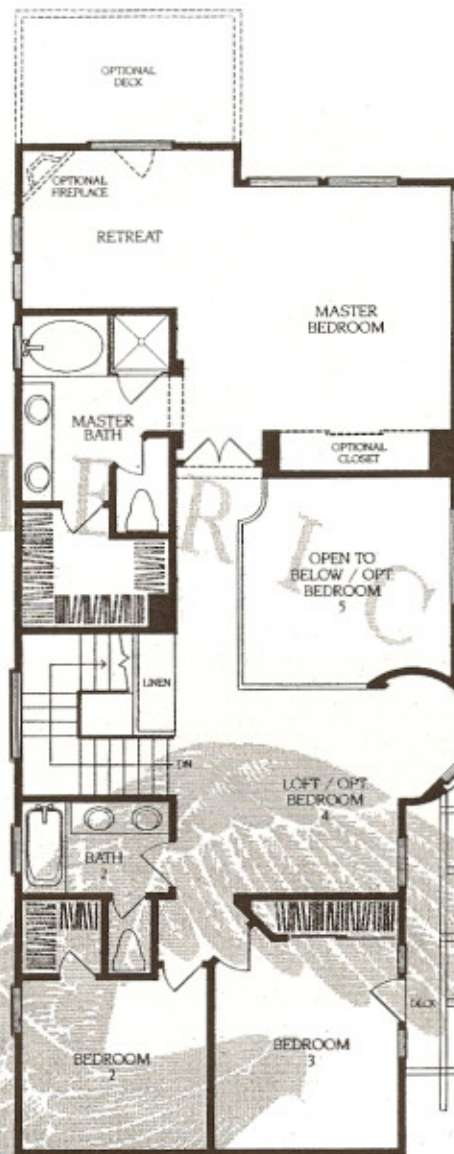 OPTIONAL
DECK
OPTIONAL
FIREPLACE
RETREAT
MASTER
BEDROOM
MASTER
BATH
OPTIONAL
CLOSET
E R I C
OPEN TO
BELOW / OPT.
BEDROOM
5
LINEN
DN
LOFT / OPT.
BEDROOM
4
BATH
2
DECK
BEDROOM
2
BEDROOM
3